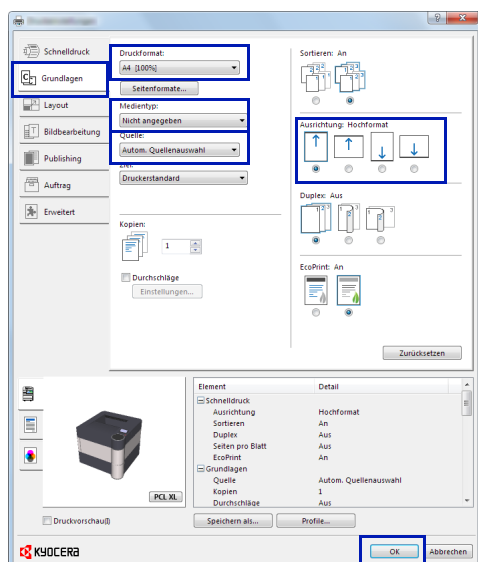 Druckeinstellungen
Schnelldruck
Grundlagen
Layout
Bildbearbeitung
Publishing
Auftrag
Erweitert
Druckformat:
A4 [100%]
Seitenformate...
Medientyp:
Nicht angegeben
Quelle:
Autom. Quellenauswahl
Ziel:
Druckerstandard
Kopien:
1
Durchschläge
Einstellungen...
Sortieren: An
Ausrichtung: Hochformat
Duplex: Aus
EcoPrint: An
Zurücksetzen
PCL XL
Druckvorschau(I)
Element Detail
Schnelldruck
Ausrichtung Hochformat
Sortieren An
Duplex Aus
Seiten pro Blatt Aus
EcoPrint An
Grundlagen
Quelle Autom. Quellenauswahl
Kopien 1
Durchschläge Aus
Speichern als... Profile...
KYOCERA
OK Abbrechen